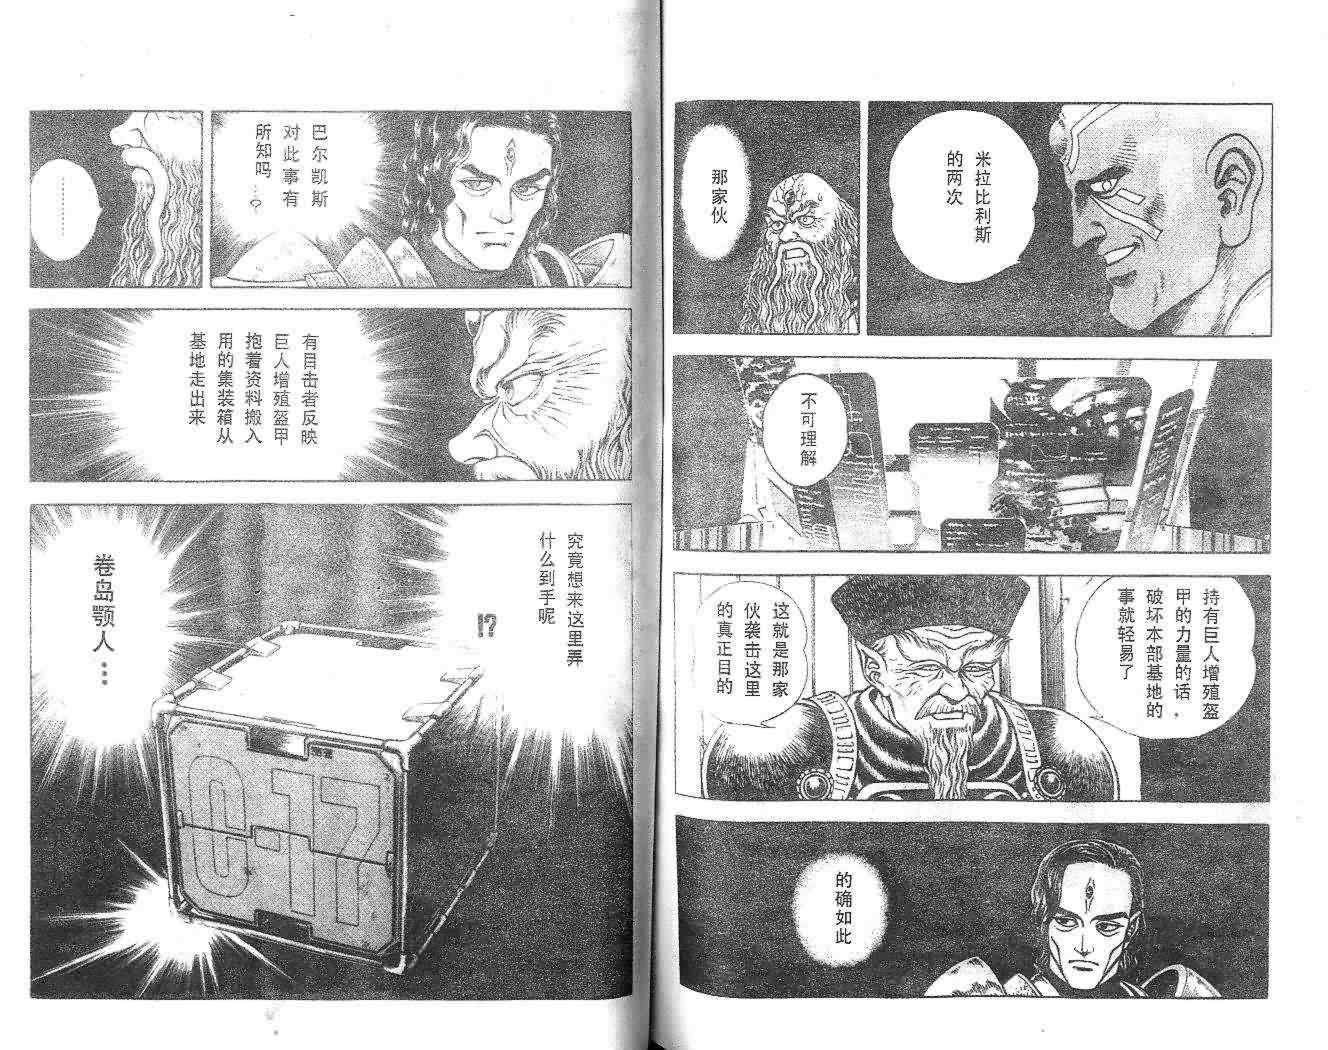 米拉比利斯
的两次
那家伙
不可理解
持有巨人增殖盔
甲的力量的话，
破坏本部基地的
事就轻易了
这就是那家
伙袭击这里
的真正目的
的确如此
巴尔凯斯
对此事有
所知吗…?
………
有目击者反映
巨人增殖盔甲
抱着资料搬入
用的集装箱从
基地走出来
究竟想来这里弄
什么到手呢
!?
卷岛颚人…
017